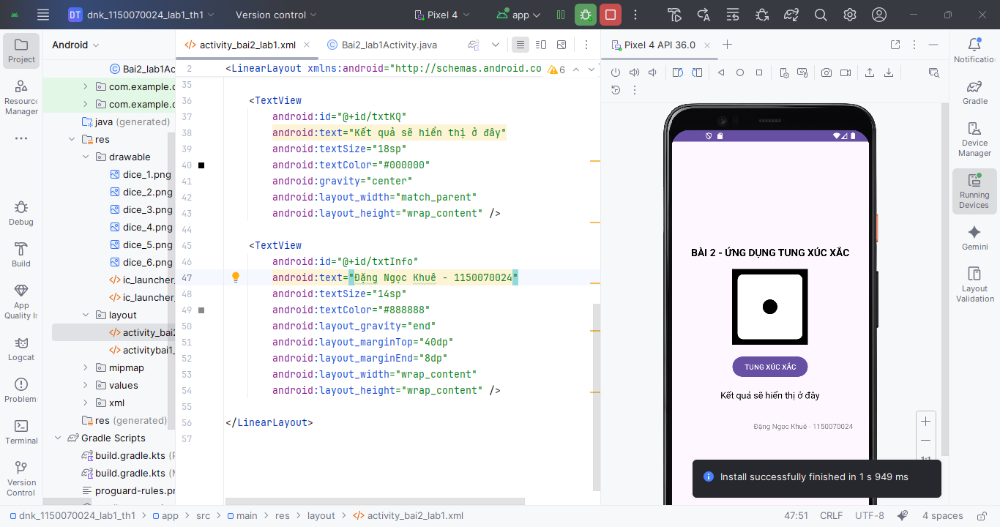 DT dnk_1150070024_lab1_th1 Version control Pixel 4 app
Project
Resource
Manager
Debug
Build
App
Quality In
Logcat
Problem
Terminal
Version
Control
Android
Bai2_lab1Ac
com.example.d
com.example.d
java (generated)
res
drawable
dice_1.png
dice_2.png
dice_3.png
dice_4.png
dice_5.png
dice_6.png
ic_launcher_
ic_launcher_
layout
activity_bai2
activitybai1_
mipmap
values
xml
res (generated)
Gradle Scripts
build.gradle.kts
build.gradle.kts
proguard-rules.pr
activity_bai2_lab1.xml Bai2_lab1Activity.java
2 <LinearLayout xmlns:android="http://schemas.android.co 6
35
36 <TextView
37 android:id="@+id/txtKQ"
38 android:text="Kết quả sẽ hiển thị ở đây"
39 android:textSize="18sp"
40 android:textColor="#000000"
41 android:gravity="center"
42 android:layout_width="match_parent"
43 android:layout_height="wrap_content" />
44
45 <TextView
46 android:id="@+id/txtInfo"
47 android:text="Đặng Ngọc Khuê - 1150070024"
48 android:textSize="14sp"
49 android:textColor="#888888"
50 android:layout_gravity="end"
51 android:layout_marginTop="40dp"
52 android:layout_marginEnd="8dp"
53 android:layout_width="wrap_content"
54 android:layout_height="wrap_content" />
55
56 </LinearLayout>
57
Pixel 4 API 36.0
BÀI 2 - ỨNG DỤNG TUNG XÚC XẮC
TUNG XÚC XẮC
Kết quả sẽ hiển thị ở đây
Đặng Ngọc Khuê - 1150070024
1:1
Install successfully finished in 1 s 949 ms
Notificatio
Gradle
Device
Manager
Running
Devices
Gemini
Layout
Validation
dnk_1150070024_lab1_th1 > app > src > main > res > layout > activity_bai2_lab1.xml 47:51 CRLF UTF-8 4 spaces